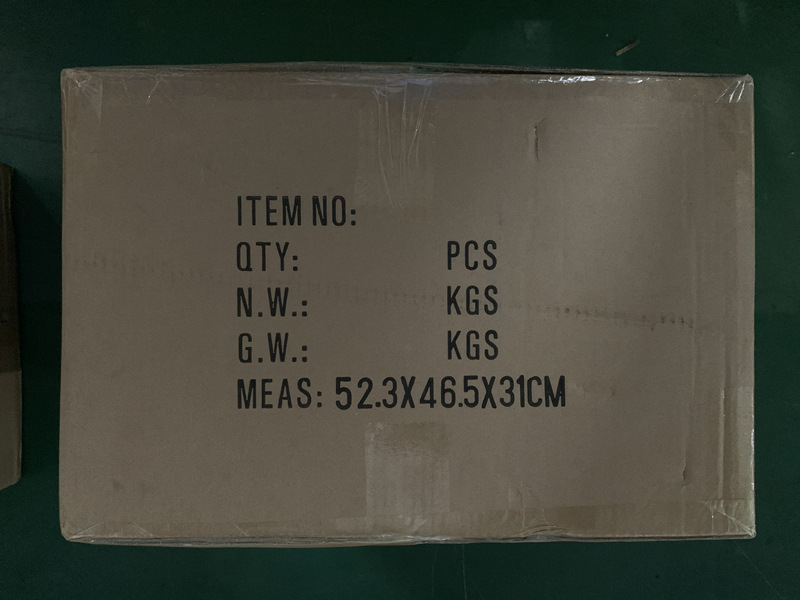 ITEM NO:
QTY: PCS
N.W.: KGS
G.W.: KGS
MEAS: 52.3X46.5X31CM